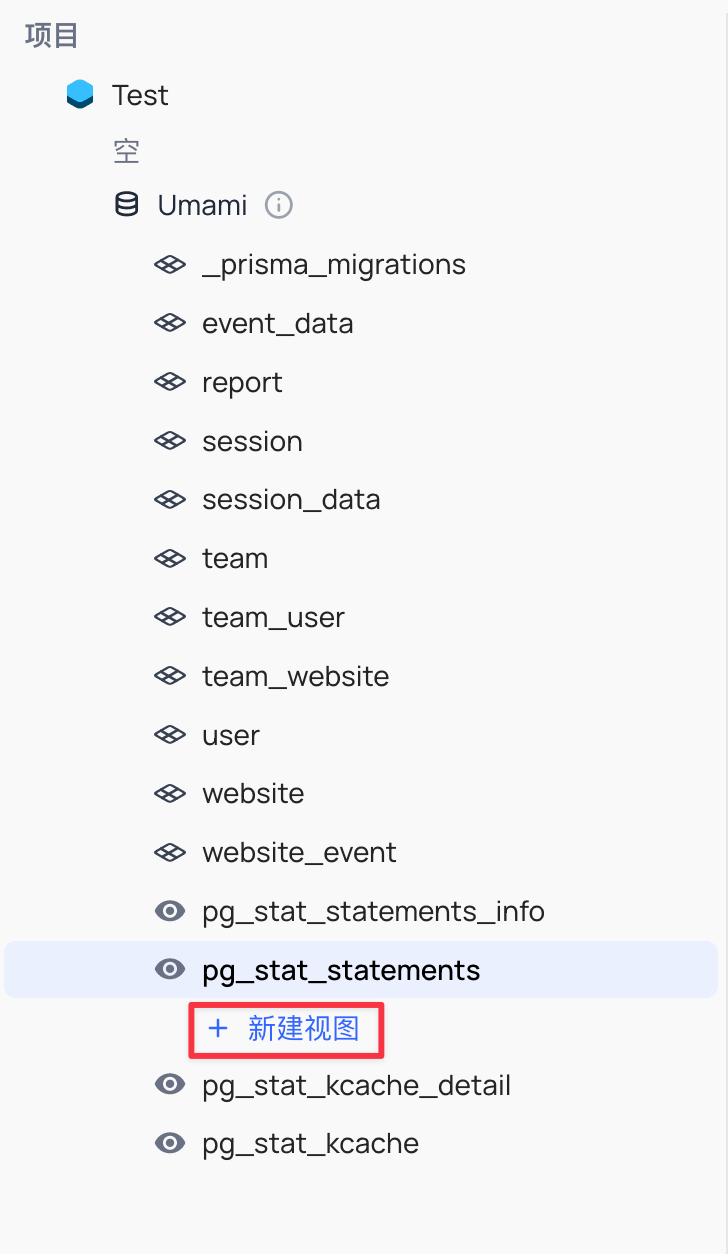 项目
Test
空
Umami
_prisma_migrations
event_data
report
session
session_data
team
team_user
team_website
user
website
website_event
pg_stat_statements_info
pg_stat_statements
+ 新建视图
pg_stat_kcache_detail
pg_stat_kcache